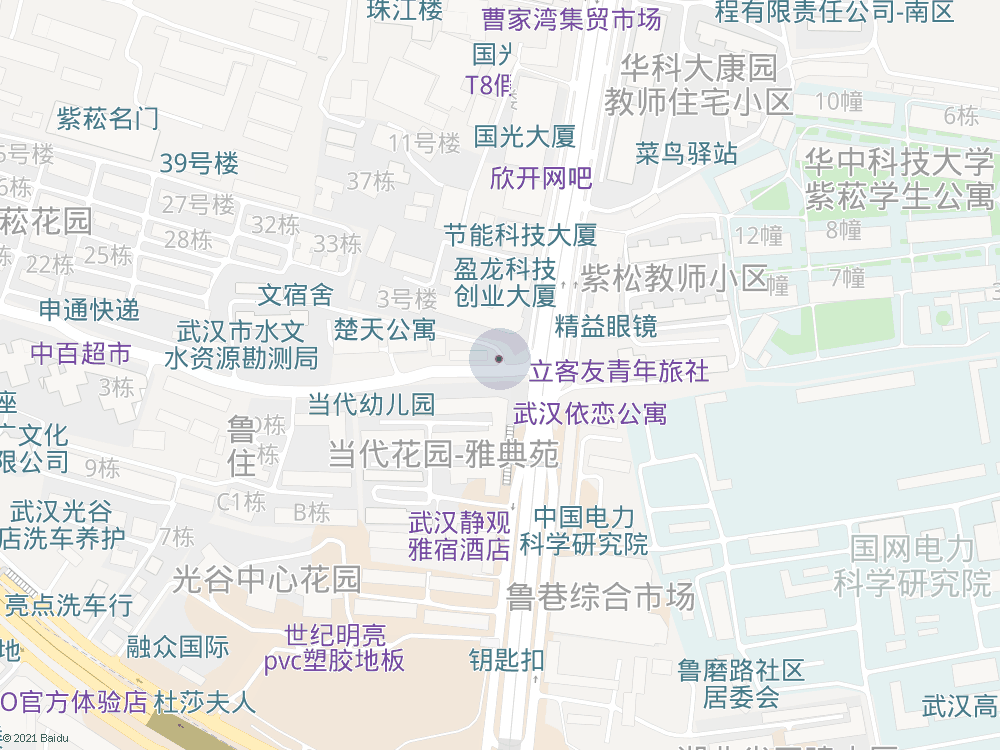 珠江楼
曹家湾集贸市场
程有限责任公司-南区
国光
T8假
华科大康园
教师住宅小区
10幢
6栋
紫菘名门
11号楼
国光大厦
菜鸟驿站
5号楼
39号楼
华中科技大学
紫菘学生公寓
37栋
欣开网吧
6栋
27号楼
菘花园
32栋
28栋
33栋
节能科技大厦
12幢
8幢
25栋
22栋
盈龙科技
创业大厦
紫松教师小区
幢
7幢
文宿舍
3号楼
申通快递
武汉市水文
水资源勘测局
楚天公寓
精益眼镜
中百超市
立客友青年旅社
3栋
座
当代幼儿园
武汉依恋公寓
鲁
住
栋
广文化
限公司
栋
当代花园-雅典苑
9栋
C1栋
B栋
武汉光谷
店洗车养护
7栋
武汉静观
雅宿酒店
中国电力
科学研究院
国网电力
科学研究院
光谷中心花园
鲁巷综合市场
亮点洗车行
世纪明亮
pvc塑胶地板
融众国际
地
钥匙扣
鲁磨路社区
居委会
O官方体验店
杜莎夫人
武汉高
© 2021 Baidu